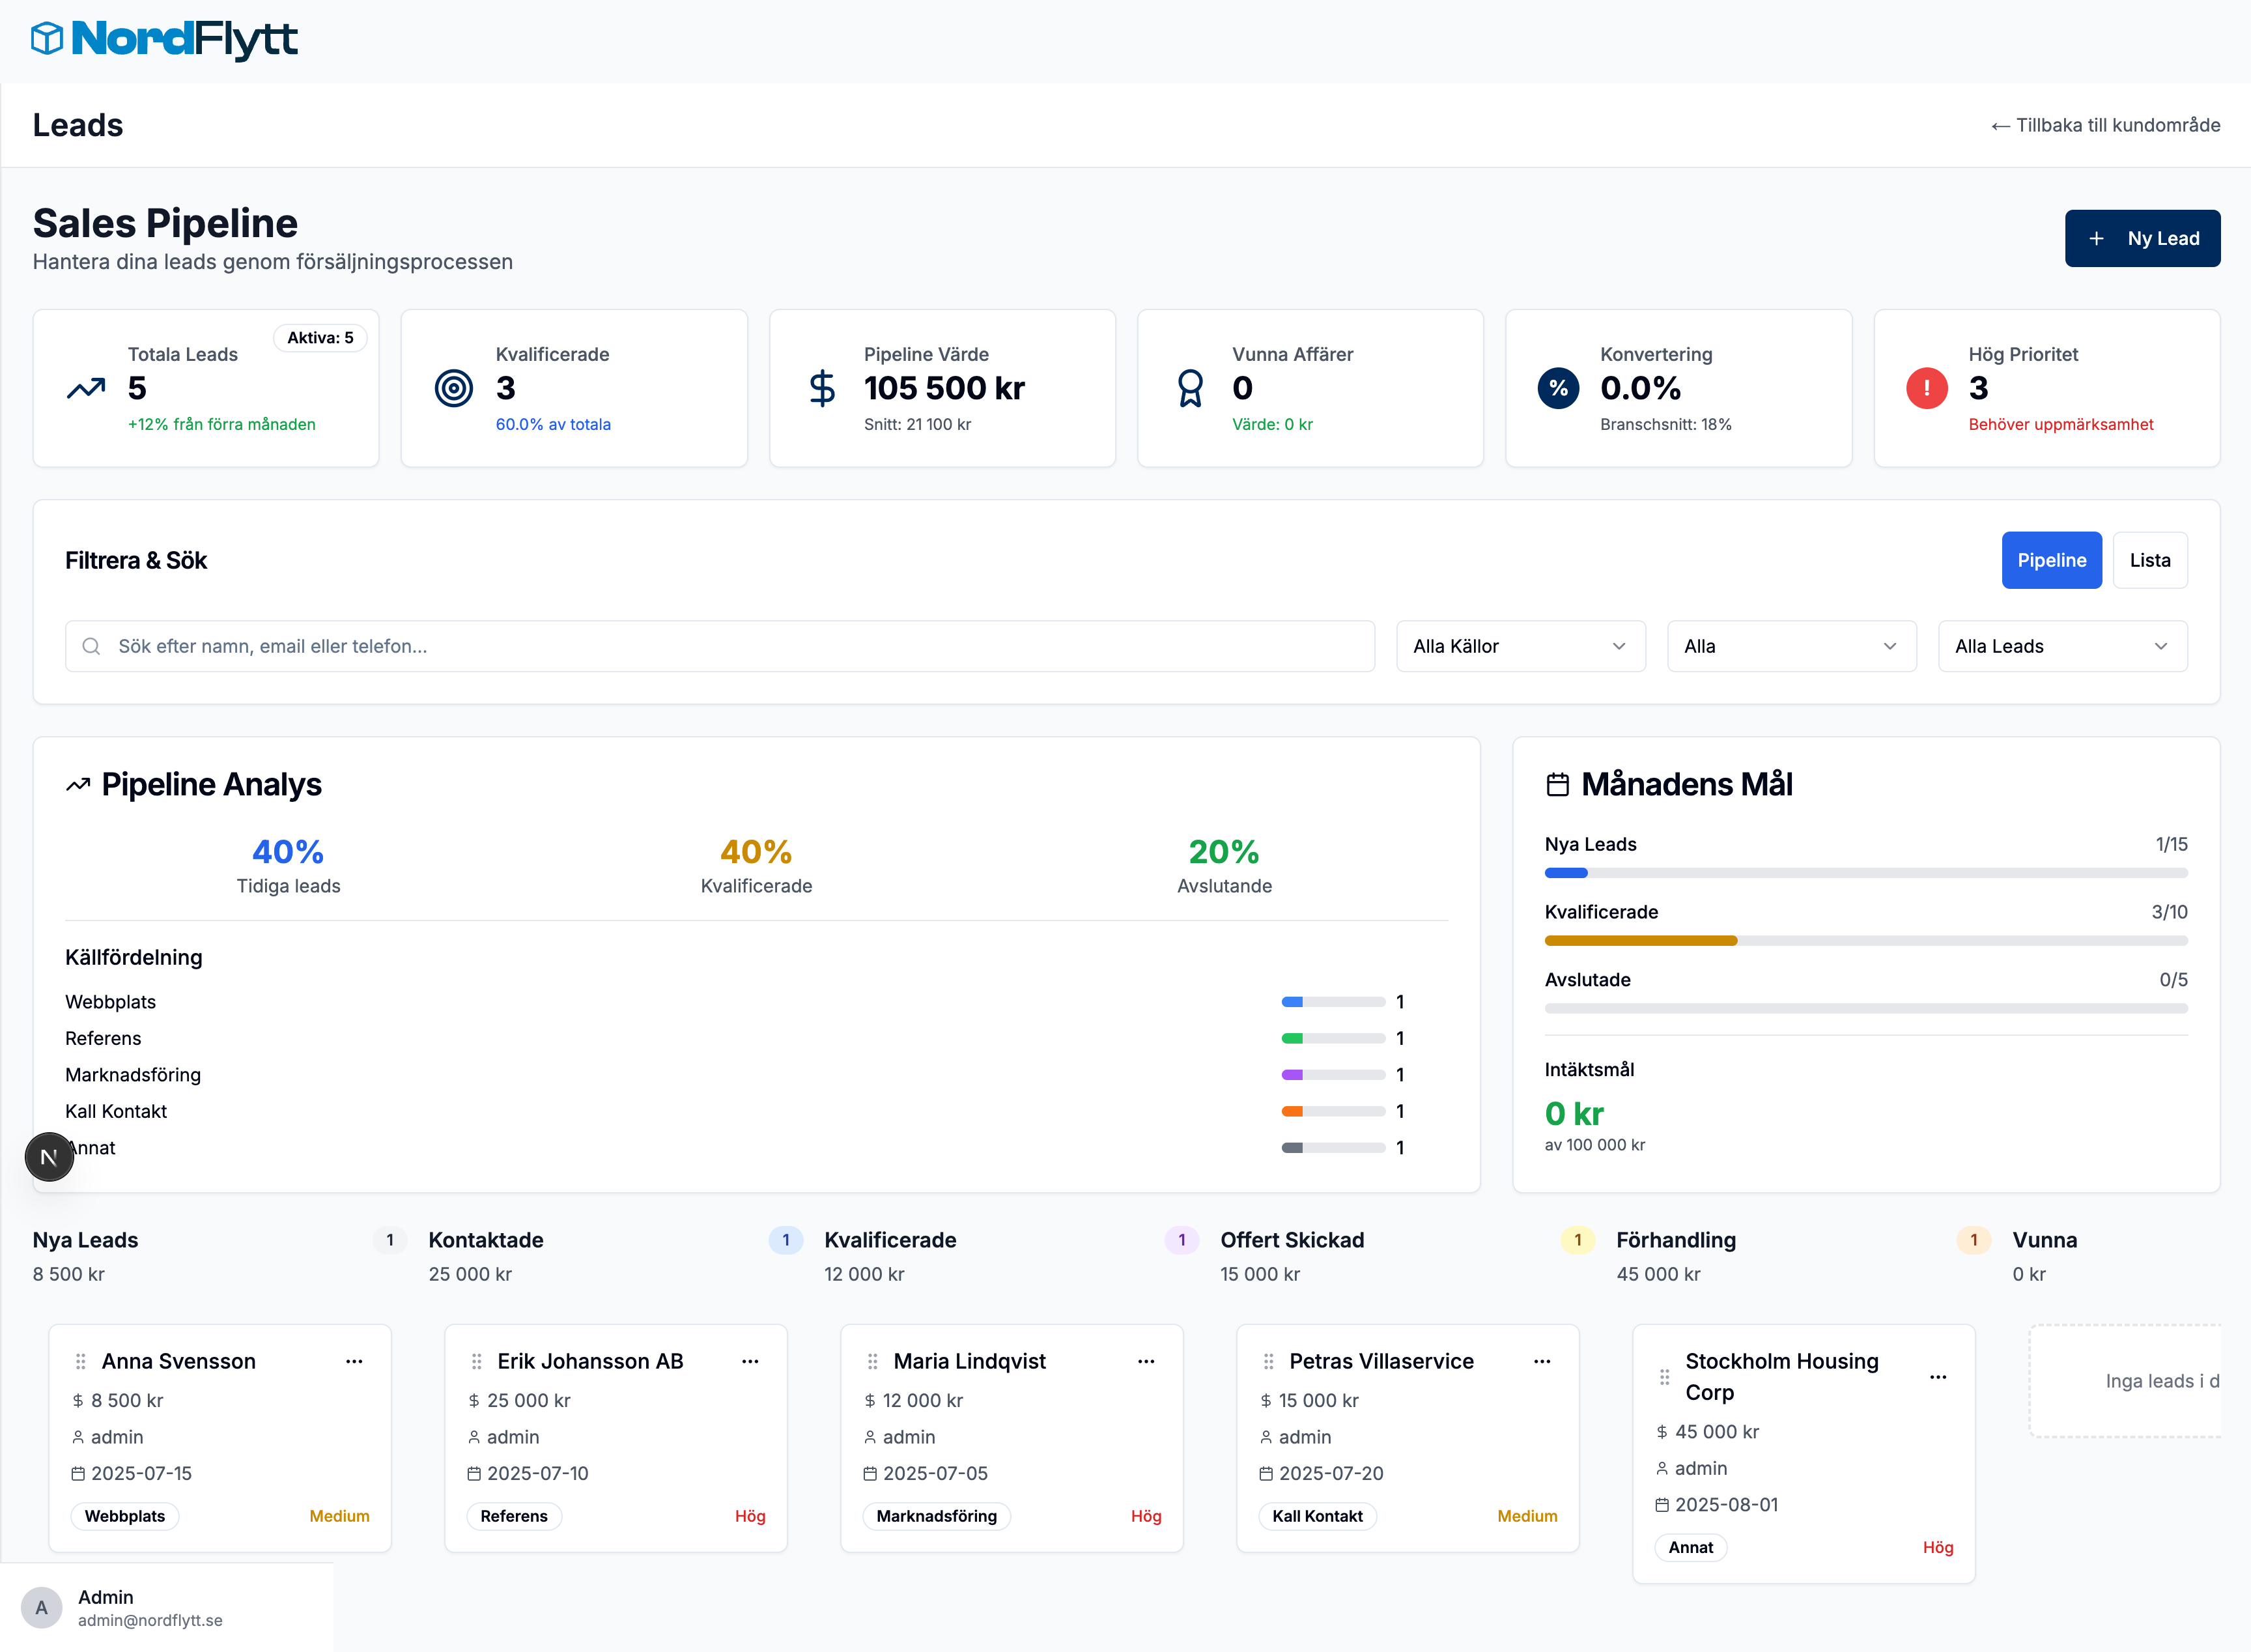 NordFlytt
Leads
← Tillbaka till kundområde
Sales Pipeline
Hantera dina leads genom försäljningsprocessen
+ Ny Lead
Aktiva: 5
Totala Leads
5
+12% från förra månaden
Kvalificerade
3
60.0% av totala
$
Pipeline Värde
105 500 kr
Snitt: 21 100 kr
Vunna Affärer
0
Värde: 0 kr
%
Konvertering
0.0%
Branschsnitt: 18%
!
Hög Prioritet
3
Behöver uppmärksamhet
Filtrera & Sök
Pipeline
Lista
Sök efter namn, email eller telefon...
Alla Källor
Alla
Alla Leads
Pipeline Analys
40%
Tidiga leads
40%
Kvalificerade
20%
Avslutande
Källfördelning
Webbplats 1
Referens 1
Marknadsföring 1
Kall Kontakt 1
Annat 1
N
Månadens Mål
Nya Leads 1/15
Kvalificerade 3/10
Avslutade 0/5
Intäktsmål
0 kr
av 100 000 kr
Nya Leads 1
8 500 kr
Anna Svensson ...
$ 8 500 kr
admin
2025-07-15
Webbplats Medium
Kontaktade 1
25 000 kr
Erik Johansson AB ...
$ 25 000 kr
admin
2025-07-10
Referens Hög
Kvalificerade 1
12 000 kr
Maria Lindqvist ...
$ 12 000 kr
admin
2025-07-05
Marknadsföring Hög
Offert Skickad 1
15 000 kr
Petras Villaservice ...
$ 15 000 kr
admin
2025-07-20
Kall Kontakt Medium
Förhandling 1
45 000 kr
Stockholm Housing
Corp ...
$ 45 000 kr
admin
2025-08-01
Annat Hög
Vunna
0 kr
Inga leads i d
A
Admin
admin@nordflytt.se